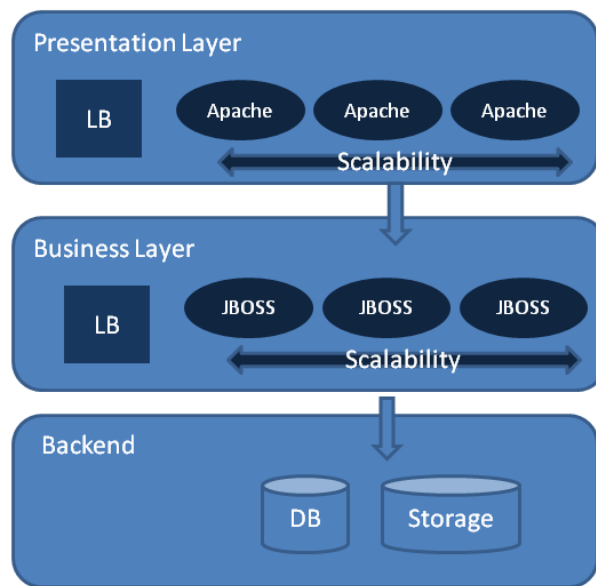 Presentation Layer
LB
Apache
Apache
Apache
Scalability
Business Layer
LB
JBOSS
JBOSS
JBOSS
Scalability
Backend
DB
Storage